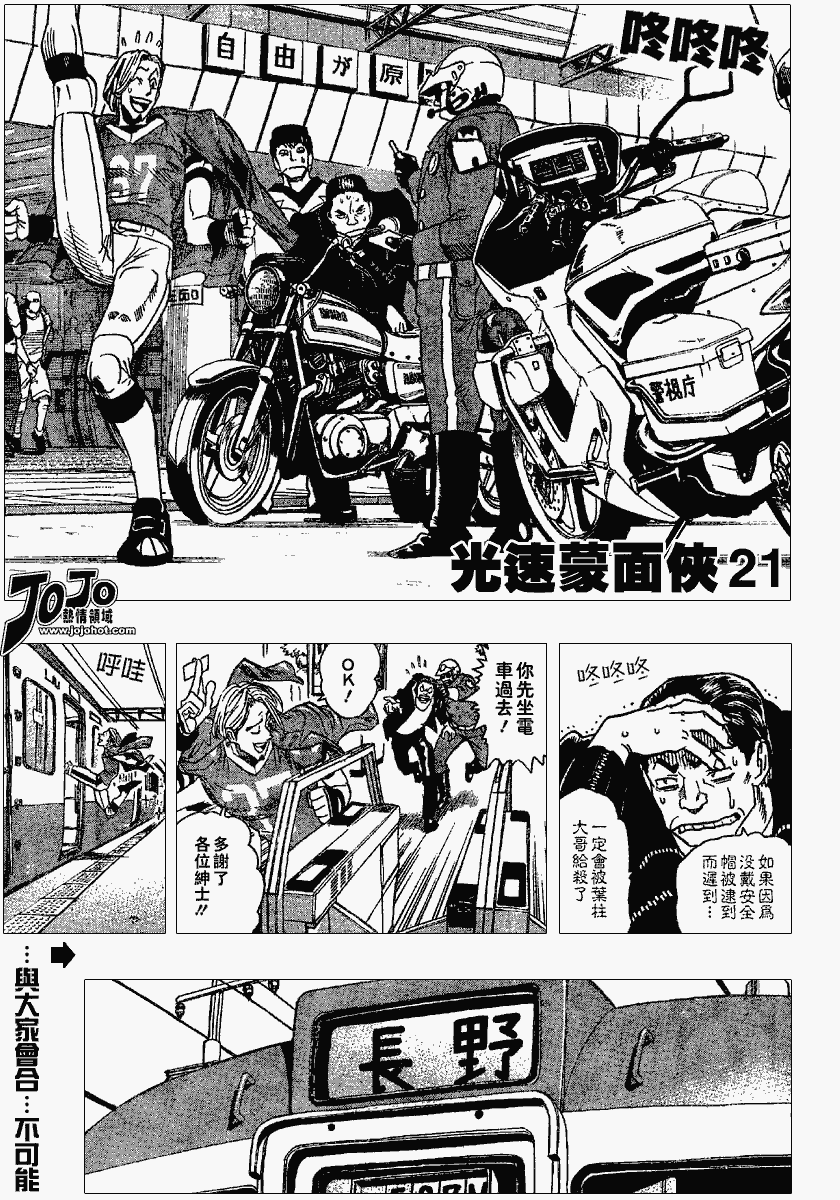 自由が原
咚咚咚
67
警視庁
光速蒙面俠21
JOJO
熱情領域
www.jojohot.com
咚咚咚
如果因爲
没戴安全
帽被逮到
而遲到…
一定會被葉柱
大哥給殺了
你先坐電
車過去!
OK!
多謝了
各位紳士!!
呼哇
長野
…與大家會合…不可能